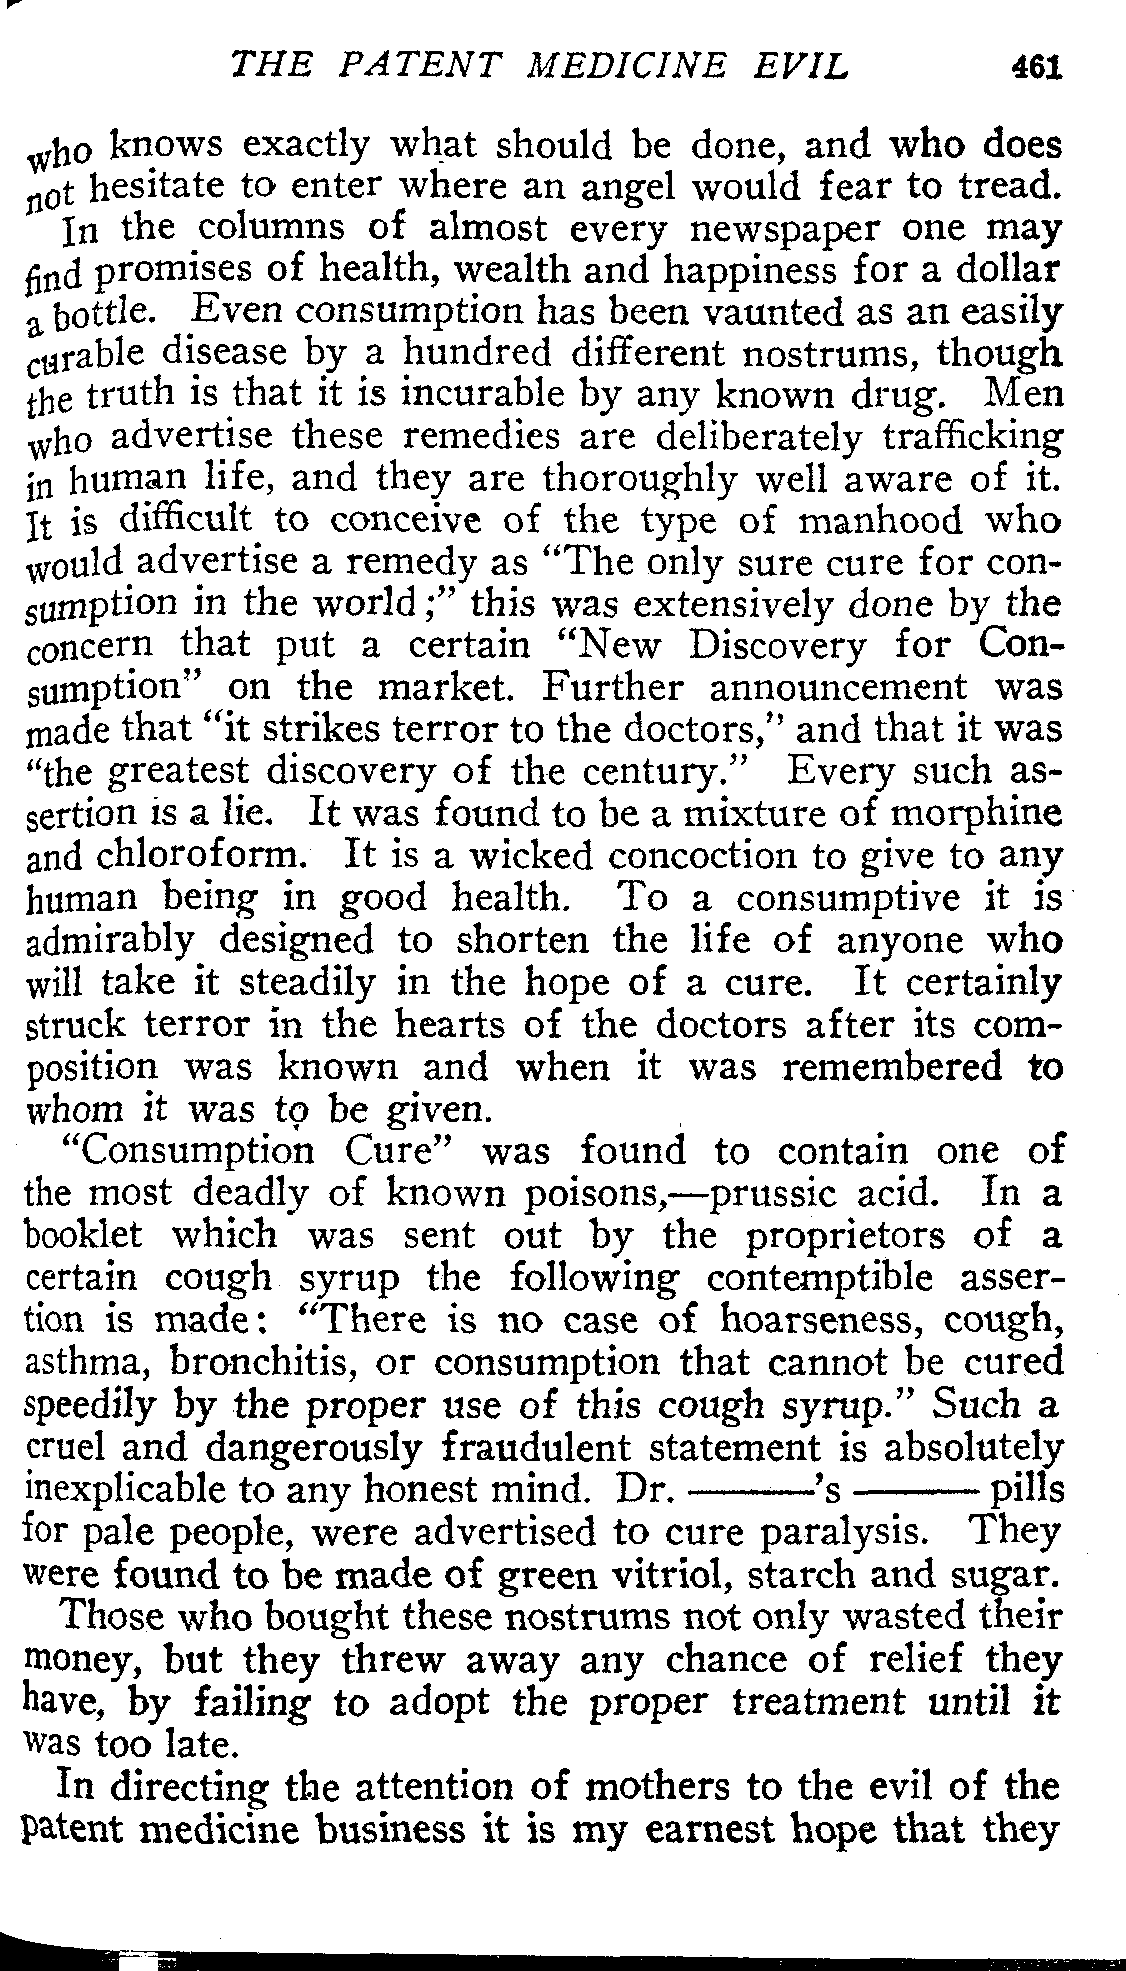 THE PATENT MEDICINE EVIL 461
who knows exactly what should be done, and who does
not hesitate to enter where an angel would fear to tread.
In the columns of almost every newspaper one may
find promises of health, wealth and happiness for a dollar
a bottle. Even consumption has been vaunted as an easily
curable disease by a hundred different nostrums, though
the truth is that it is incurable by any known drug. Men
who advertise these remedies are deliberately trafficking
in human life, and they are thoroughly well aware of it.
It is difficult to conceive of the type of manhood who
would advertise a remedy as “The only sure cure for con-
sumption in the world;” this was extensively done by the
concern that put a certain “New Discovery for Con-
sumption” on the market. Further announcement was
made that “it strikes terror to the doctors,” and that it was
“the greatest discovery of the century.” Every such as-
sertion is a lie. It was found to be a mixture of morphine
and chloroform. It is a wicked concoction to give to any
human being in good health. To a consumptive it is
admirably designed to shorten the life of anyone who
will take it steadily in the hope of a cure. It certainly
struck terror in the hearts of the doctors after its com-
position was known and when it was remembered to
whom it was to be given.
“Consumption Cure” was found to contain one of
the most deadly of known poisons,—prussic acid. In a
booklet which was sent out by the proprietors of a
certain cough syrup the following contemptible asser-
tion is made: “There is no case of hoarseness, cough,
asthma, bronchitis, or consumption that cannot be cured
speedily by the proper use of this cough syrup.” Such a
cruel and dangerously fraudulent statement is absolutely
inexplicable to any honest mind. Dr. ———’s ——— pills
for pale people, were advertised to cure paralysis. They
were found to be made of green vitriol, starch and sugar.
Those who bought these nostrums not only wasted their
money, but they threw away any chance of relief they
have, by failing to adopt the proper treatment until it
was too late.
In directing the attention of mothers to the evil of the
patent medicine business it is my earnest hope that they